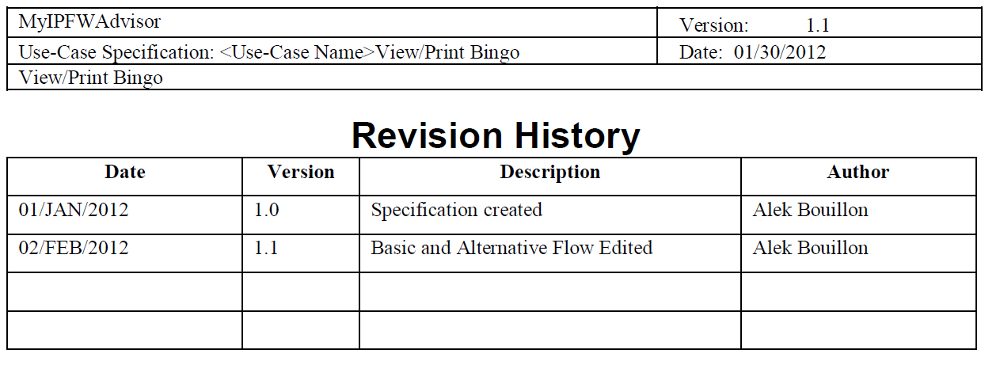 MyIPFWAdvisor Version: 1.1
Use-Case Specification: <Use-Case Name>View/Print Bingo Date: 01/30/2012
View/Print Bingo
Revision History
Date Version Description Author
01/JAN/2012 1.0 Specification created Alek Bouillon
02/FEB/2012 1.1 Basic and Alternative Flow Edited Alek Bouillon